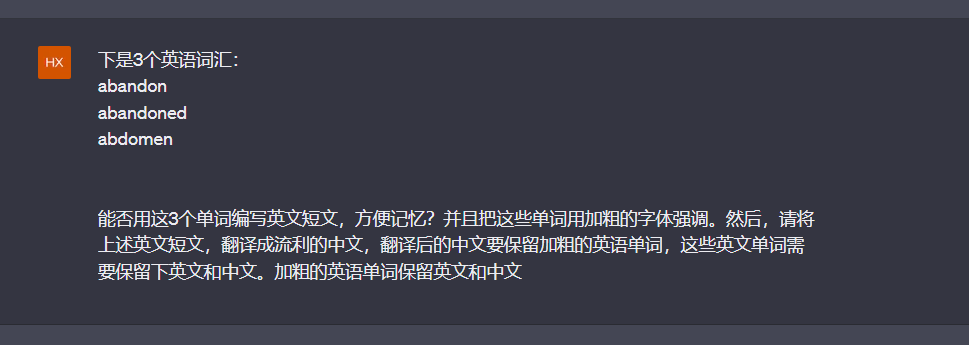 HX
下是3个英语词汇：
abandon
abandoned
abdomen
能否用这3个单词编写英文短文，方便记忆？并且把这些单词用加粗的字体强调。然后，请将
上述英文短文，翻译成流利的中文，翻译后的中文要保留加粗的英语单词，这些英文单词需
要保留下英文和中文。加粗的英语单词保留英文和中文